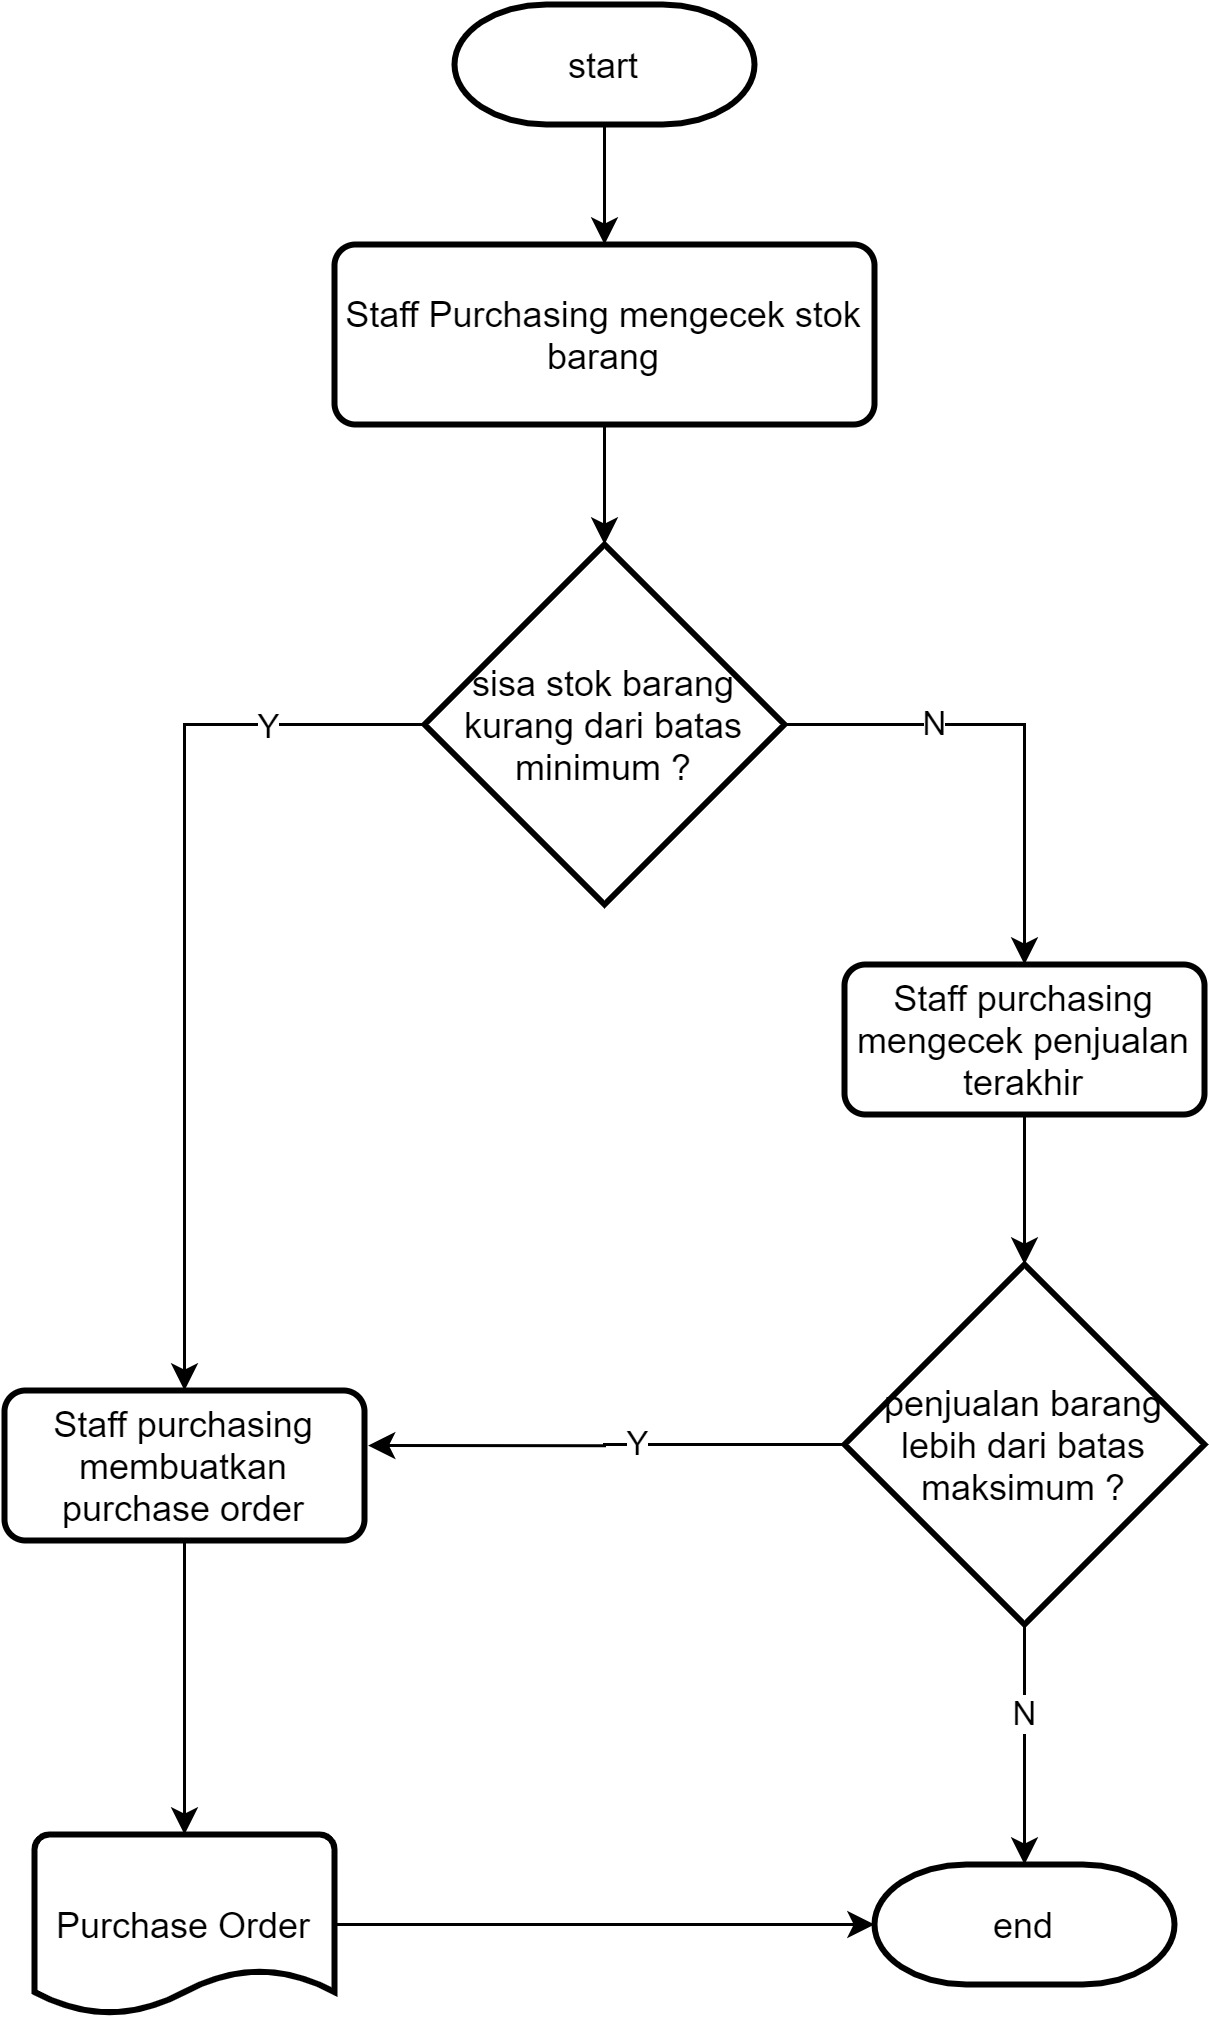 start
Staff Purchasing mengecek stok
barang
sisa stok barang
kurang dari batas
minimum ?
Y
N
Staff purchasing
mengecek penjualan
terakhir
penjualan barang
lebih dari batas
maksimum ?
Y
N
Staff purchasing
membuatkan
purchase order
Purchase Order
end